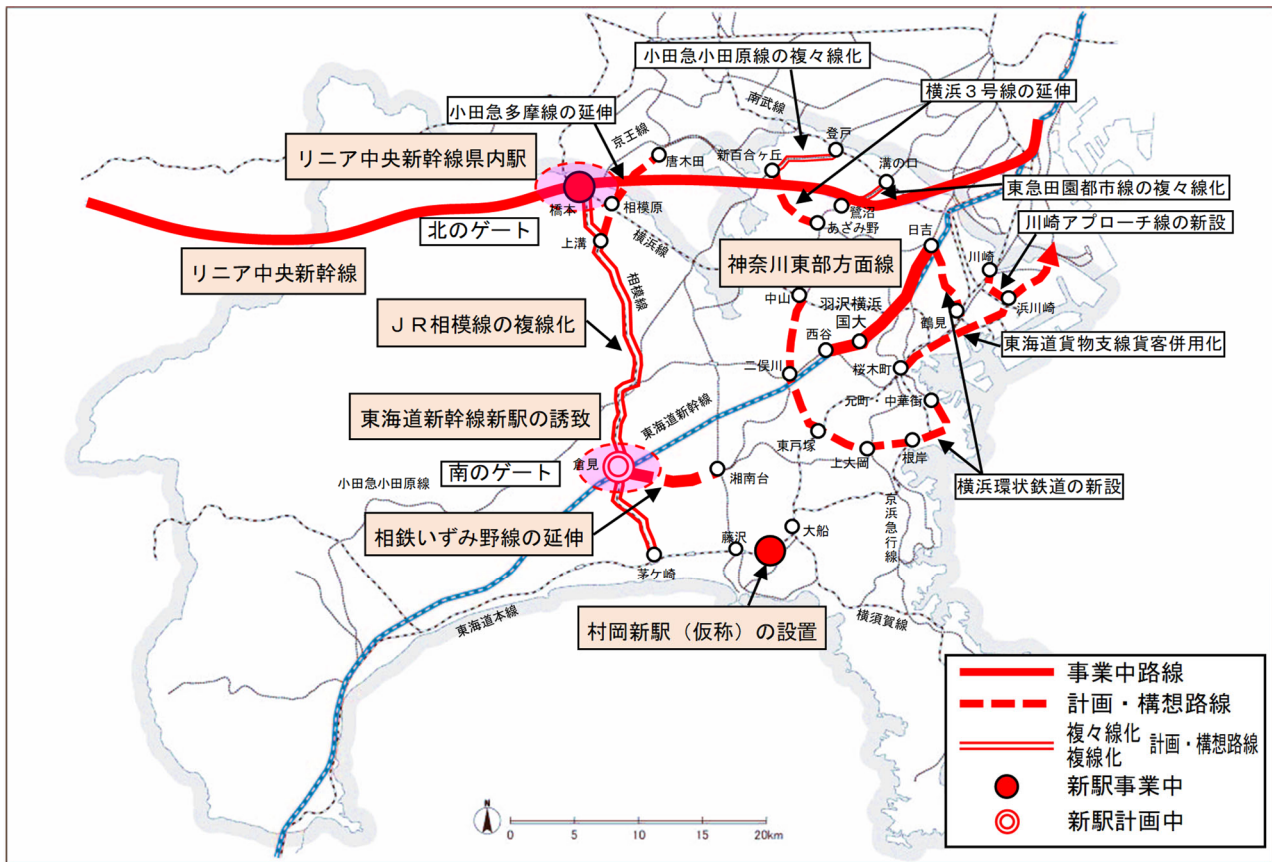 小田急小田原線の複々線化
横浜３号線の延伸
小田急多摩線の延伸
南武線
京王線
登戸
新百合ヶ丘
唐木田
溝の口
リニア中央新幹線県内駅
東急田園都市線の複々線化
橋本
相模原
鷺沼
あざみ野
北のゲート
上溝
横浜線
日吉
川崎アプローチ線の新設
リニア中央新幹線
神奈川東部方面線
川崎
相模線
中山
羽沢横浜
国大
浜川崎
鶴見
ＪＲ相模線の複線化
西谷
東海道貨物支線貨客併用化
二俣川
桜木町
東海道新幹線新駅の誘致
東海道新幹線
元町・中華街
東戸塚
上大岡
根岸
倉見
南のゲート
湘南台
横浜環状鉄道の新設
小田急小田原線
京浜急行線
相鉄いずみ野線の延伸
藤沢
大船
茅ケ崎
東海道本線
村岡新駅（仮称）の設置
横須賀線
事業中路線
計画・構想路線
複々線化
複線化
計画・構想路線
新駅事業中
新駅計画中
N
0 5 10 20km